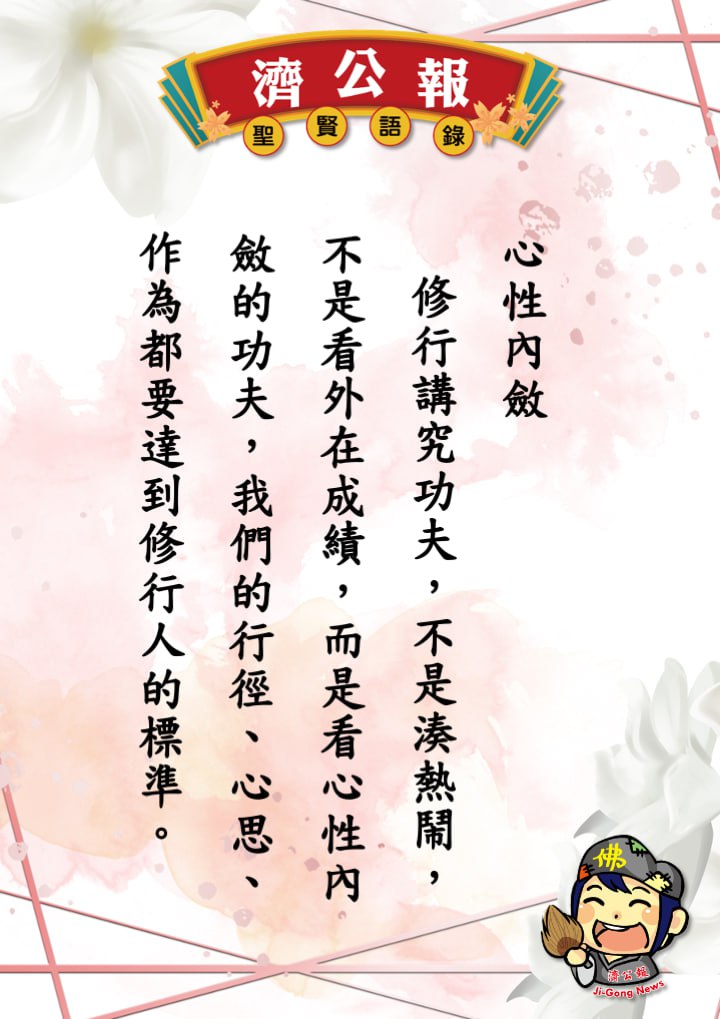 濟公報
聖賢語錄
心性內斂
修行講究功夫，不是湊熱鬧，
不是看外在成績，而是看心性內
斂的功夫，我們的行徑、心思、
作為都要達到修行人的標準。
佛
濟公報
Ji-Gong News